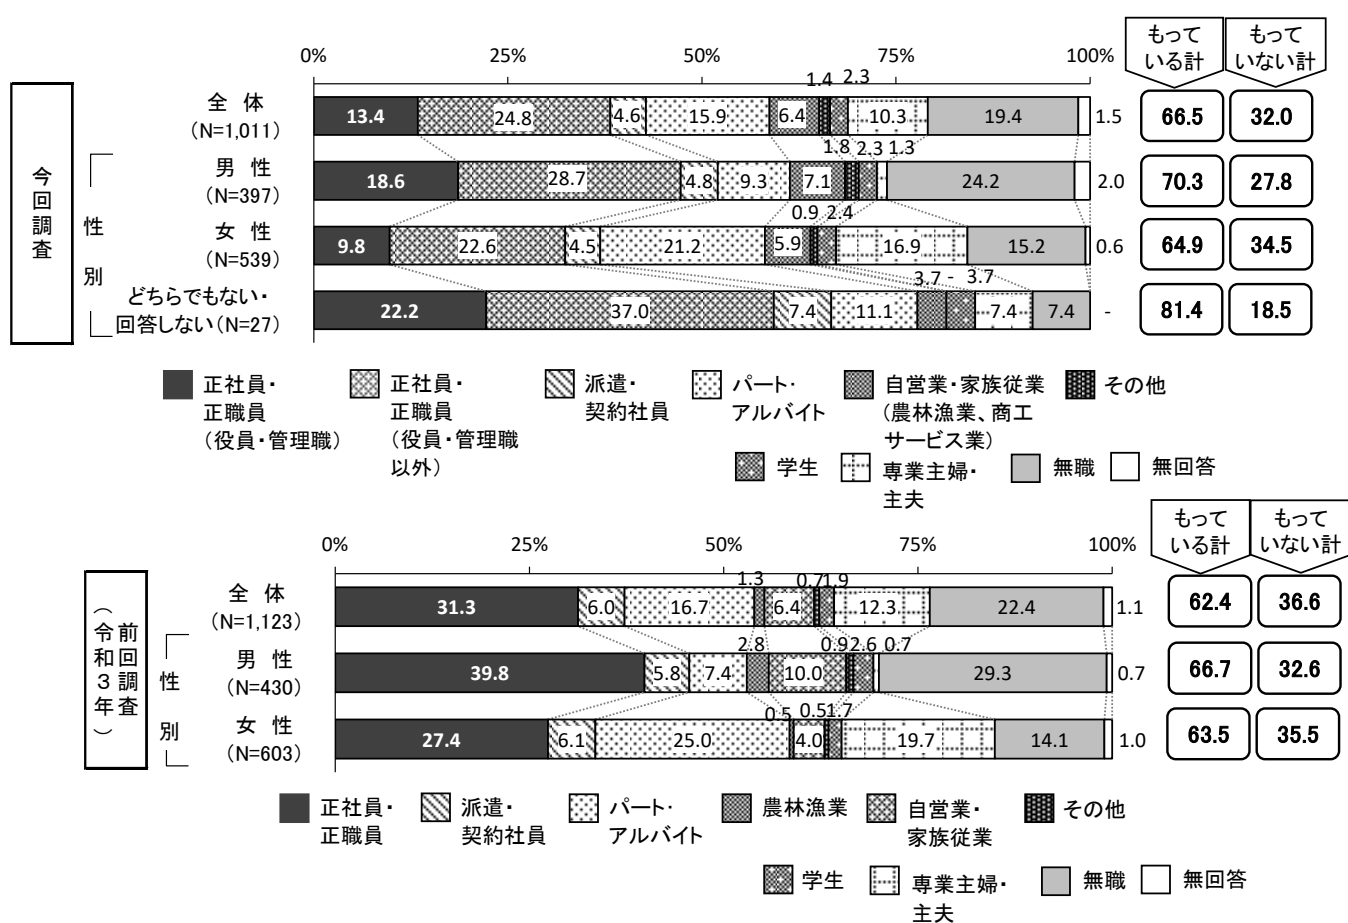 もって
いる計
もって
いない計
0%
25%
50%
75%
100%
今回調査
全 体
(N=1,011)
13.4
24.8
4.6
15.9
6.4
1.4
2.3
10.3
19.4
1.5
66.5
32.0
性別
男 性
(N=397)
18.6
28.7
4.8
9.3
7.1
1.8
2.3
1.3
24.2
2.0
70.3
27.8
女 性
(N=539)
9.8
22.6
4.5
21.2
5.9
0.9
2.4
16.9
15.2
0.6
64.9
34.5
どちらでもない・
回答しない(N=27)
22.2
37.0
7.4
11.1
3.7
-
3.7
7.4
7.4
-
81.4
18.5
正社員・
正職員
(役員・管理職)
正社員・
正職員
(役員・管理職
以外)
派遣・
契約社員
パート・
アルバイト
自営業・家族従業
(農林漁業、商工
サービス業)
その他
学生
専業主婦・
主夫
無職
無回答
もって
いる計
もって
いない計
0%
25%
50%
75%
100%
前回調査
(令和3年)
全 体
(N=1,123)
31.3
6.0
16.7
1.3
6.4
0.7
1.9
12.3
22.4
1.1
62.4
36.6
性別
男 性
(N=430)
39.8
5.8
7.4
2.8
10.0
0.9
2.6
0.7
29.3
0.7
66.7
32.6
女 性
(N=603)
27.4
6.1
25.0
0.5
4.0
0.5
1.7
19.7
14.1
1.0
63.5
35.5
正社員・
正職員
派遣・
契約社員
パート・
アルバイト
農林漁業
自営業・
家族従業
その他
学生
専業主婦・
主夫
無職
無回答